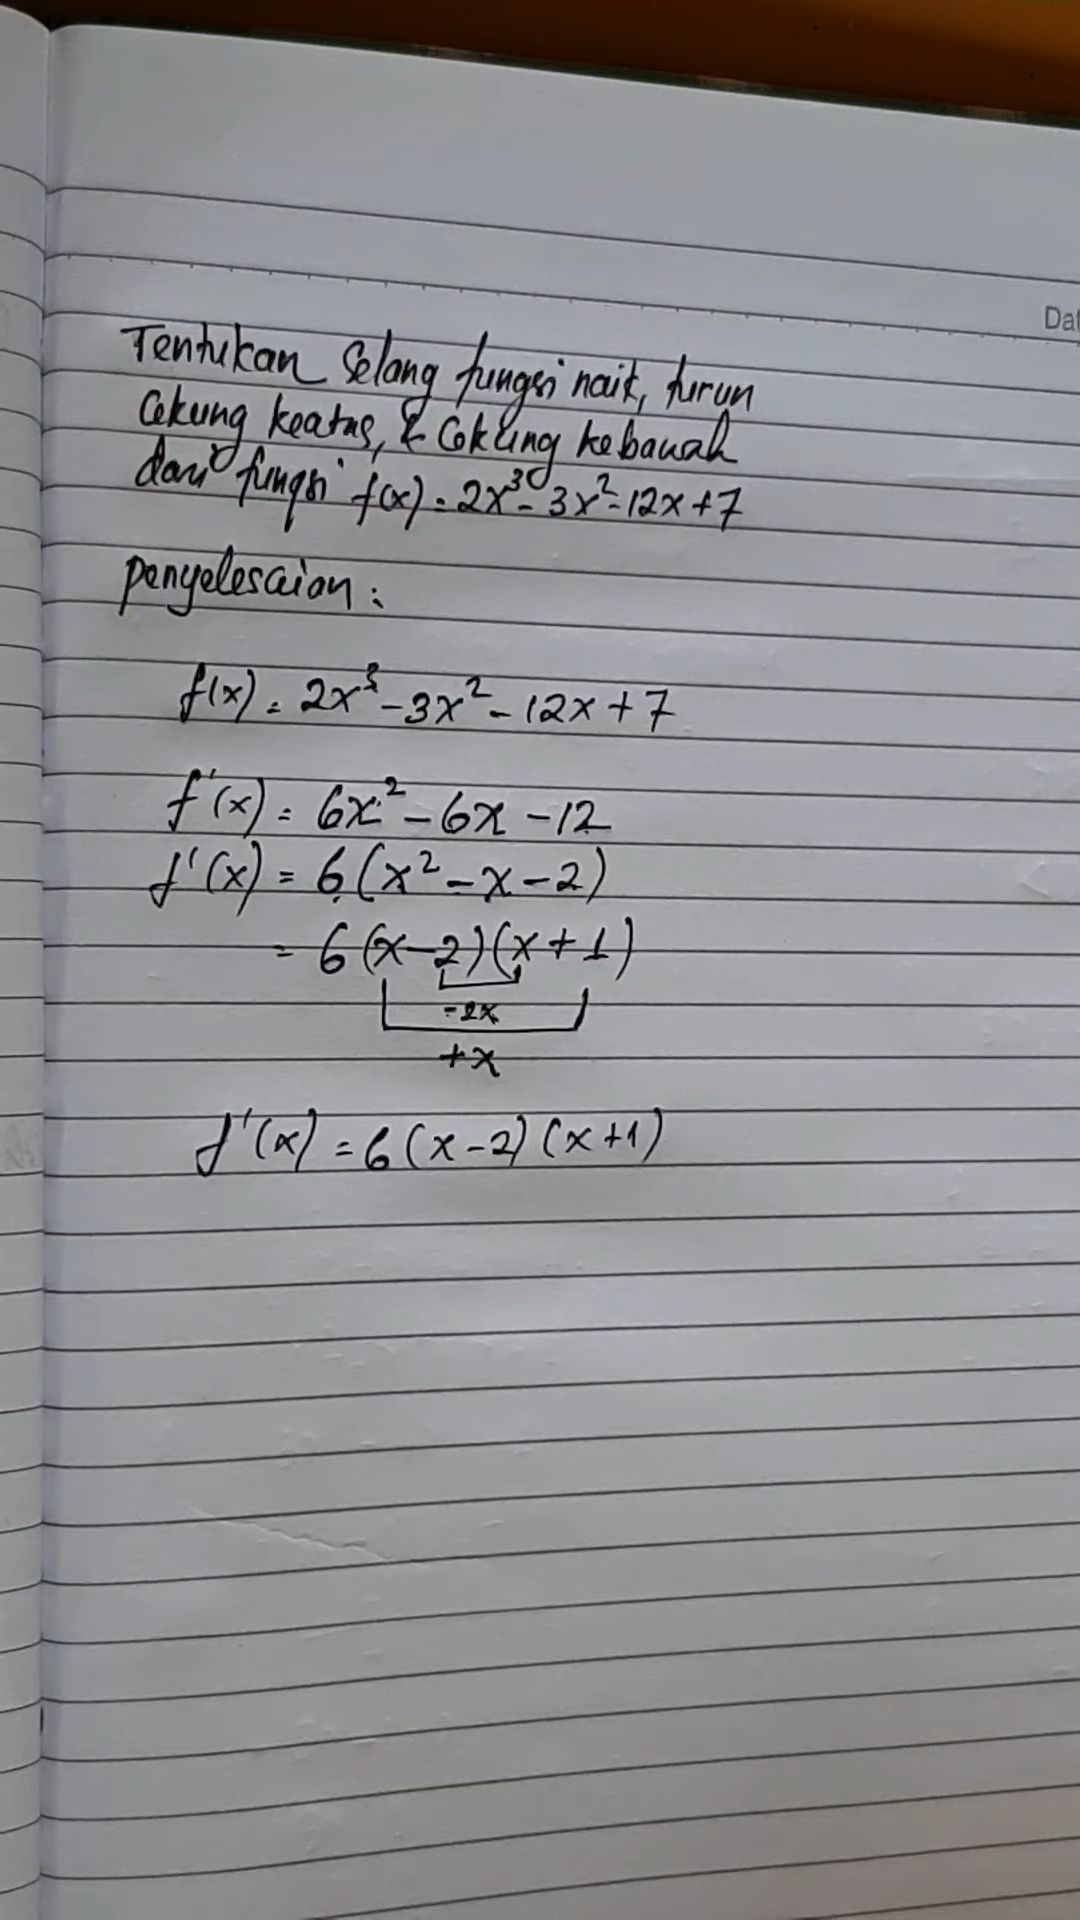 Tentukan Selang fungsi naik, turun
Cekung keatas, & Cekung kebawah
dari fungsi f(x) = 2x³ - 3x² - 12x + 7
penyelesaian :
f(x) = 2x³ - 3x² - 12x + 7
f'(x) = 6x² - 6x - 12
f'(x) = 6(x² - x - 2)
= 6(x-2)(x+1)
-2x
+x
f'(x) = 6(x-2)(x+1)